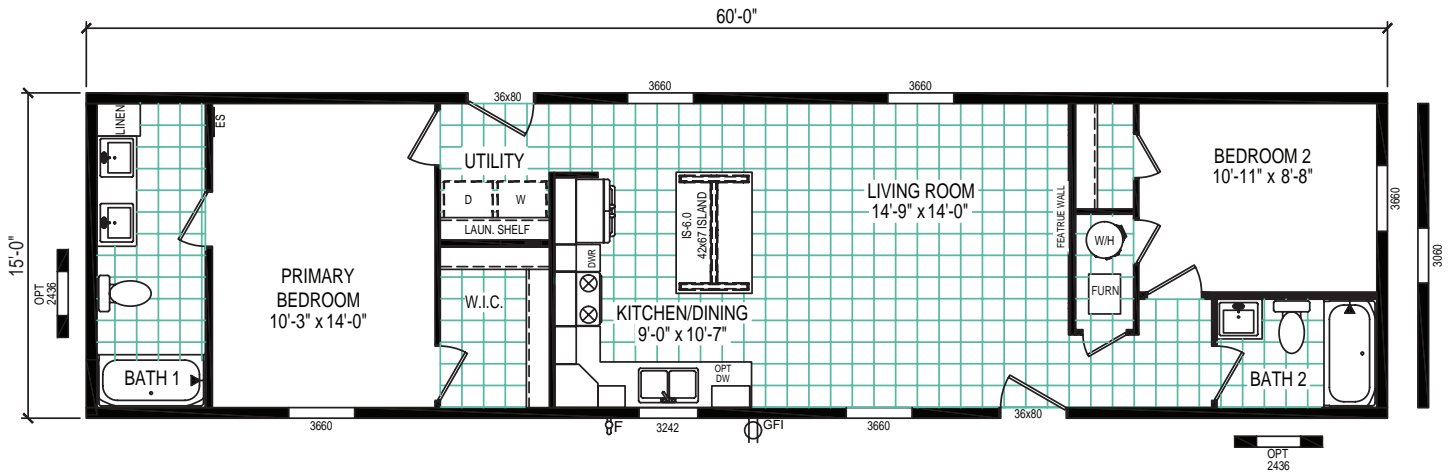 60'-0"
15'-0"
36x80
3660
3660
LINEN
ES
UTILITY
D
W
LAUN. SHELF
PRIMARY
BEDROOM
10'-3" x 14'-0"
W.I.C.
DWR
IS-6.0
42x67 ISLAND
LIVING ROOM
14'-9" x 14'-0"
FEATRUE WALL
KITCHEN/DINING
9'-0" x 10'-7"
OPT
DW
W/H
FURN
BEDROOM 2
10'-11" x 8'-8"
3660
3060
OPT
2436
BATH 1
BATH 2
3660
F
3242
GFI
3660
36x80
OPT
2436